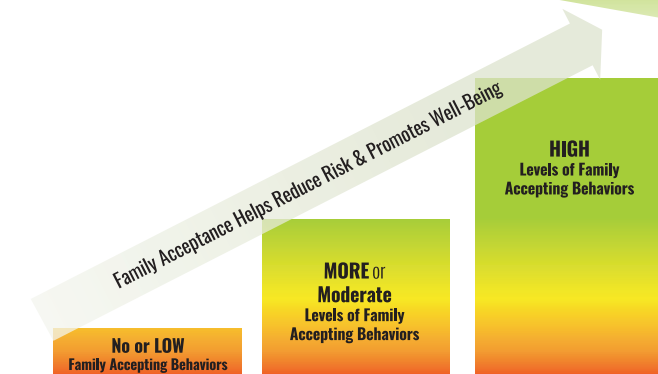 Family Acceptance Helps Reduce Risk & Promotes Well-Being
HIGH
Levels of Family
Accepting Behaviors
MORE or
Moderate
Levels of Family
Accepting Behaviors
No or LOW
Family Accepting Behaviors